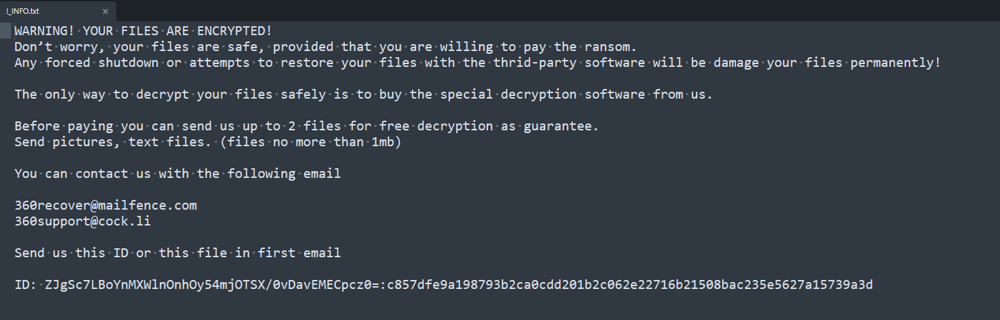 !_INFO.txt
WARNING! YOUR FILES ARE ENCRYPTED!
Don’t worry, your files are safe, provided that you are willing to pay the ransom.
Any forced shutdown or attempts to restore your files with the thrid-party software will be damage your files permanently!
The only way to decrypt your files safely is to buy the special decryption software from us.
Before paying you can send us up to 2 files for free decryption as guarantee.
Send pictures, text files. (files no more than 1mb)
You can contact us with the following email
360recover@mailfence.com
360support@cock.li
Send us this ID or this file in first email
ID: ZJgSc7LBoYnMXWlnOnhOy54mjOTSX/0vDavEMECpcz0=:c857dfe9a198793b2ca0cdd201b2c062e22716b21508bac235e5627a15739a3d